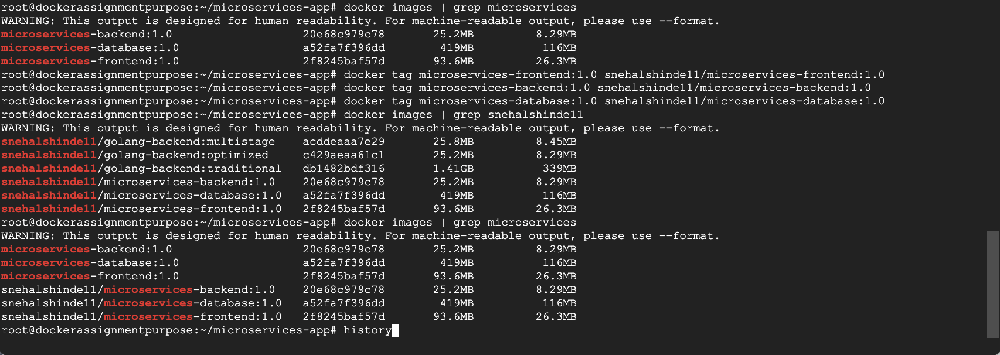 root@dockerassignmentpurpose:~/microservices-app# docker images | grep microservices
WARNING: This output is designed for human readability. For machine-readable output, please use --format.
microservices-backend:1.0 20e68c979c78 25.2MB 8.29MB
microservices-database:1.0 a52fa7f396dd 419MB 116MB
microservices-frontend:1.0 2f8245baf57d 93.6MB 26.3MB
root@dockerassignmentpurpose:~/microservices-app# docker tag microservices-frontend:1.0 snehalshinde11/microservices-frontend:1.0
root@dockerassignmentpurpose:~/microservices-app# docker tag microservices-backend:1.0 snehalshinde11/microservices-backend:1.0
root@dockerassignmentpurpose:~/microservices-app# docker tag microservices-database:1.0 snehalshinde11/microservices-database:1.0
root@dockerassignmentpurpose:~/microservices-app# docker images | grep snehalshinde11
WARNING: This output is designed for human readability. For machine-readable output, please use --format.
snehalshinde11/golang-backend:multistage acddeaaa7e29 25.8MB 8.45MB
snehalshinde11/golang-backend:optimized c429aeaa61c1 25.2MB 8.29MB
snehalshinde11/golang-backend:traditional db1482bdf316 1.41GB 339MB
snehalshinde11/microservices-backend:1.0 20e68c979c78 25.2MB 8.29MB
snehalshinde11/microservices-database:1.0 a52fa7f396dd 419MB 116MB
snehalshinde11/microservices-frontend:1.0 2f8245baf57d 93.6MB 26.3MB
root@dockerassignmentpurpose:~/microservices-app# docker images | grep microservices
WARNING: This output is designed for human readability. For machine-readable output, please use --format.
microservices-backend:1.0 20e68c979c78 25.2MB 8.29MB
microservices-database:1.0 a52fa7f396dd 419MB 116MB
microservices-frontend:1.0 2f8245baf57d 93.6MB 26.3MB
snehalshinde11/microservices-backend:1.0 20e68c979c78 25.2MB 8.29MB
snehalshinde11/microservices-database:1.0 a52fa7f396dd 419MB 116MB
snehalshinde11/microservices-frontend:1.0 2f8245baf57d 93.6MB 26.3MB
root@dockerassignmentpurpose:~/microservices-app# history